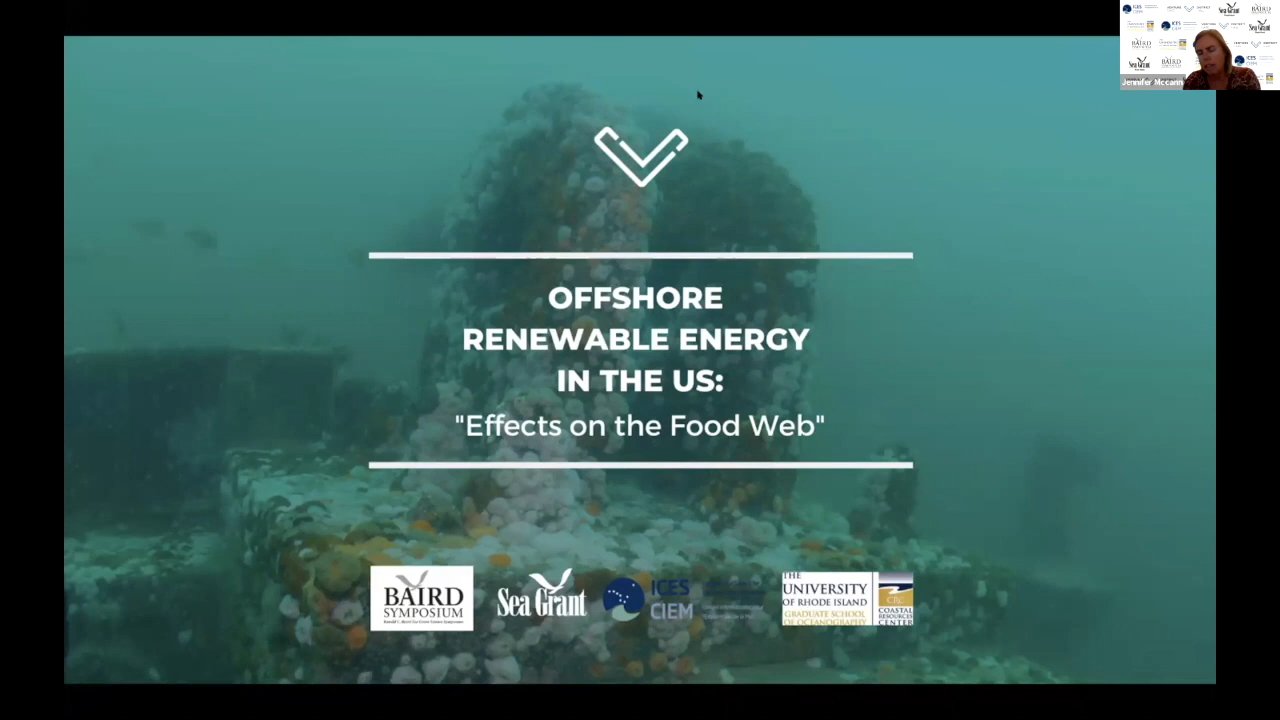 Jennifer Mccann
OFFSHORE
RENEWABLE ENERGY
IN THE US:
"Effects on the Food Web"
BAIRD
SYMPOSIUM
Sea Grant
ICES
CIEM
THE
UNIVERSITY
OF RHODE ISLAND
GRADUATE SCHOOL
OF OCEANOGRAPHY
CRC
COASTAL
RESOURCES
CENTER